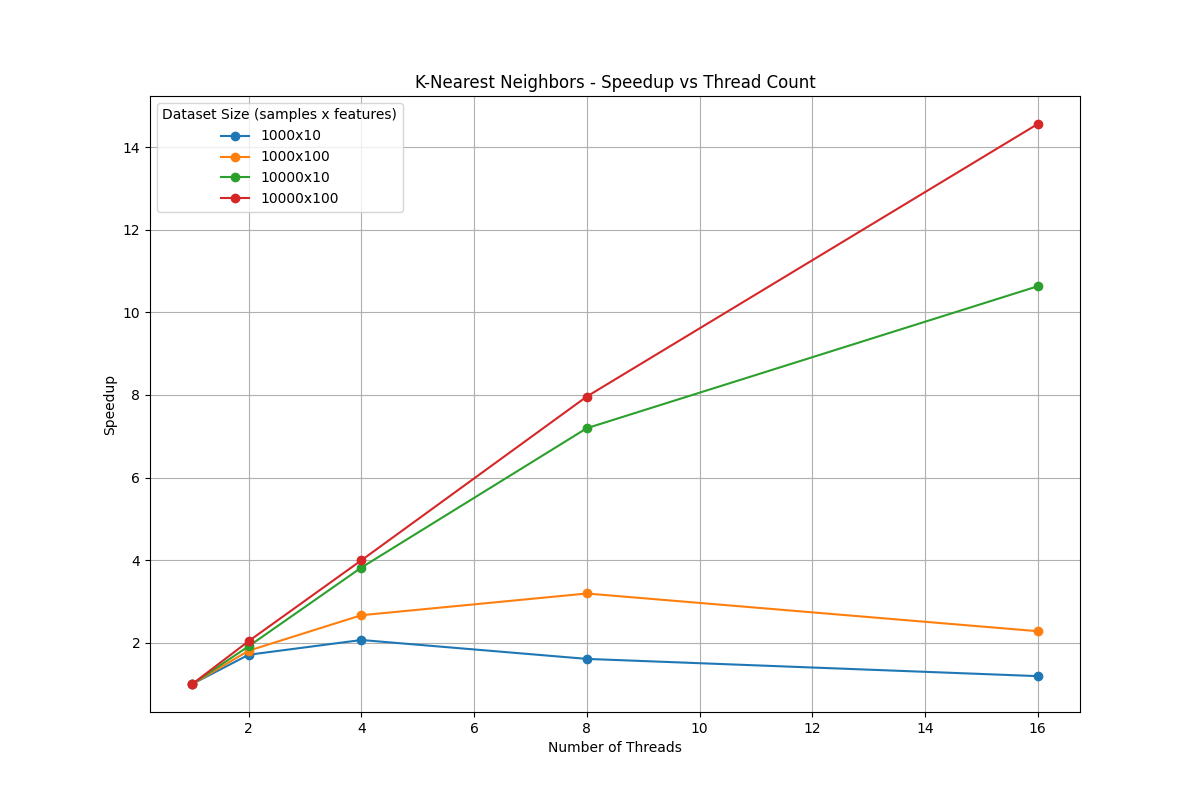 K-Nearest Neighbors - Speedup vs Thread Count
Dataset Size (samples x features)
1000x10
1000x100
10000x10
10000x100
14
12
10
8
6
4
2
Speedup
2 4 6 8 10 12 14 16
Number of Threads